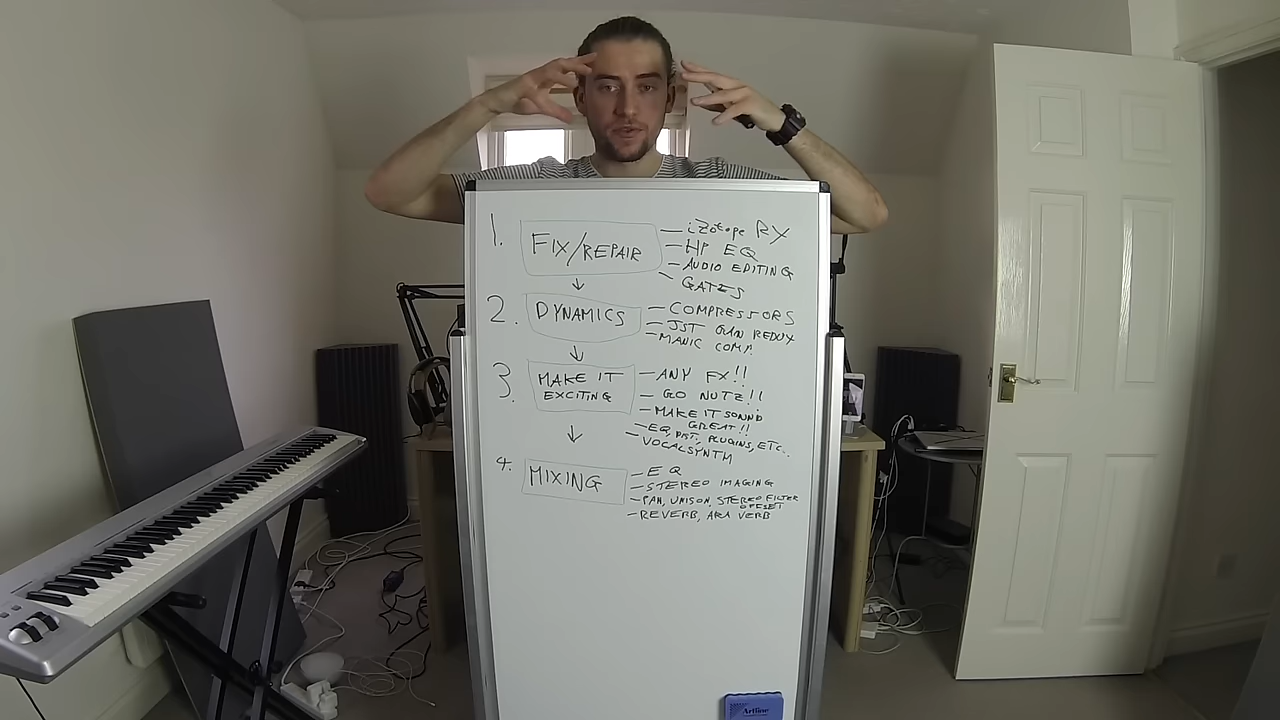 1. FIX/REPAIR
- iZotope RX
- HP EQ
- AUDIO EDITING
- GATES
2. DYNAMICS
- COMPRESSORS
- JST GAIN REDUX
- MANIC COMP.
3. MAKE IT EXCITING
- ANY FX!!
- GO NUTZ!!
- MAKE IT SOUND
GREAT!!
- EQ, DIST, PLUGINS, ETC..
- VOCALSYNTH
4. MIXING
- EQ
- STEREO IMAGING
- PAN, UNISON, STEREO FILTER
OFFSET
- REVERB, VERB
Artline